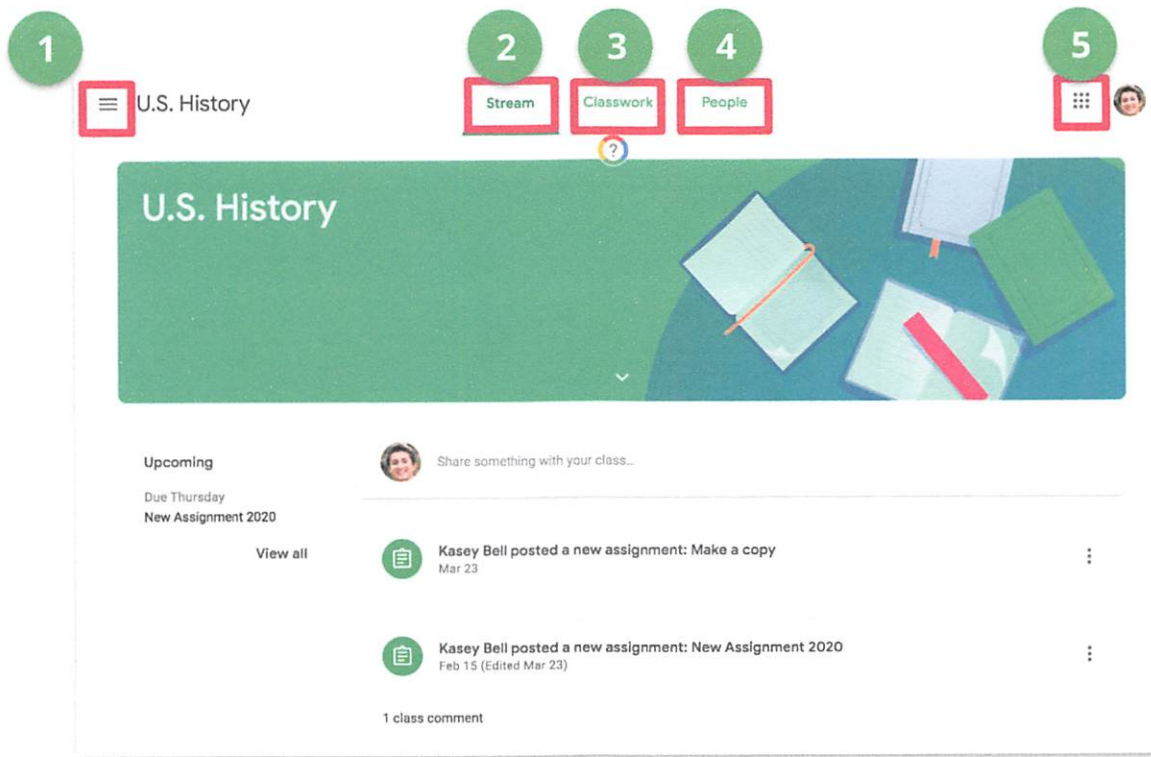 1
2
3
4
5
U.S. History
Stream
Classwork
People
?
U.S. History
Upcoming
Due Thursday
New Assignment 2020
View all
Share something with your class...
Kasey Bell posted a new assignment: Make a copy
Mar 23
Kasey Bell posted a new assignment: New Assignment 2020
Feb 15 (Edited Mar 23)
1 class comment